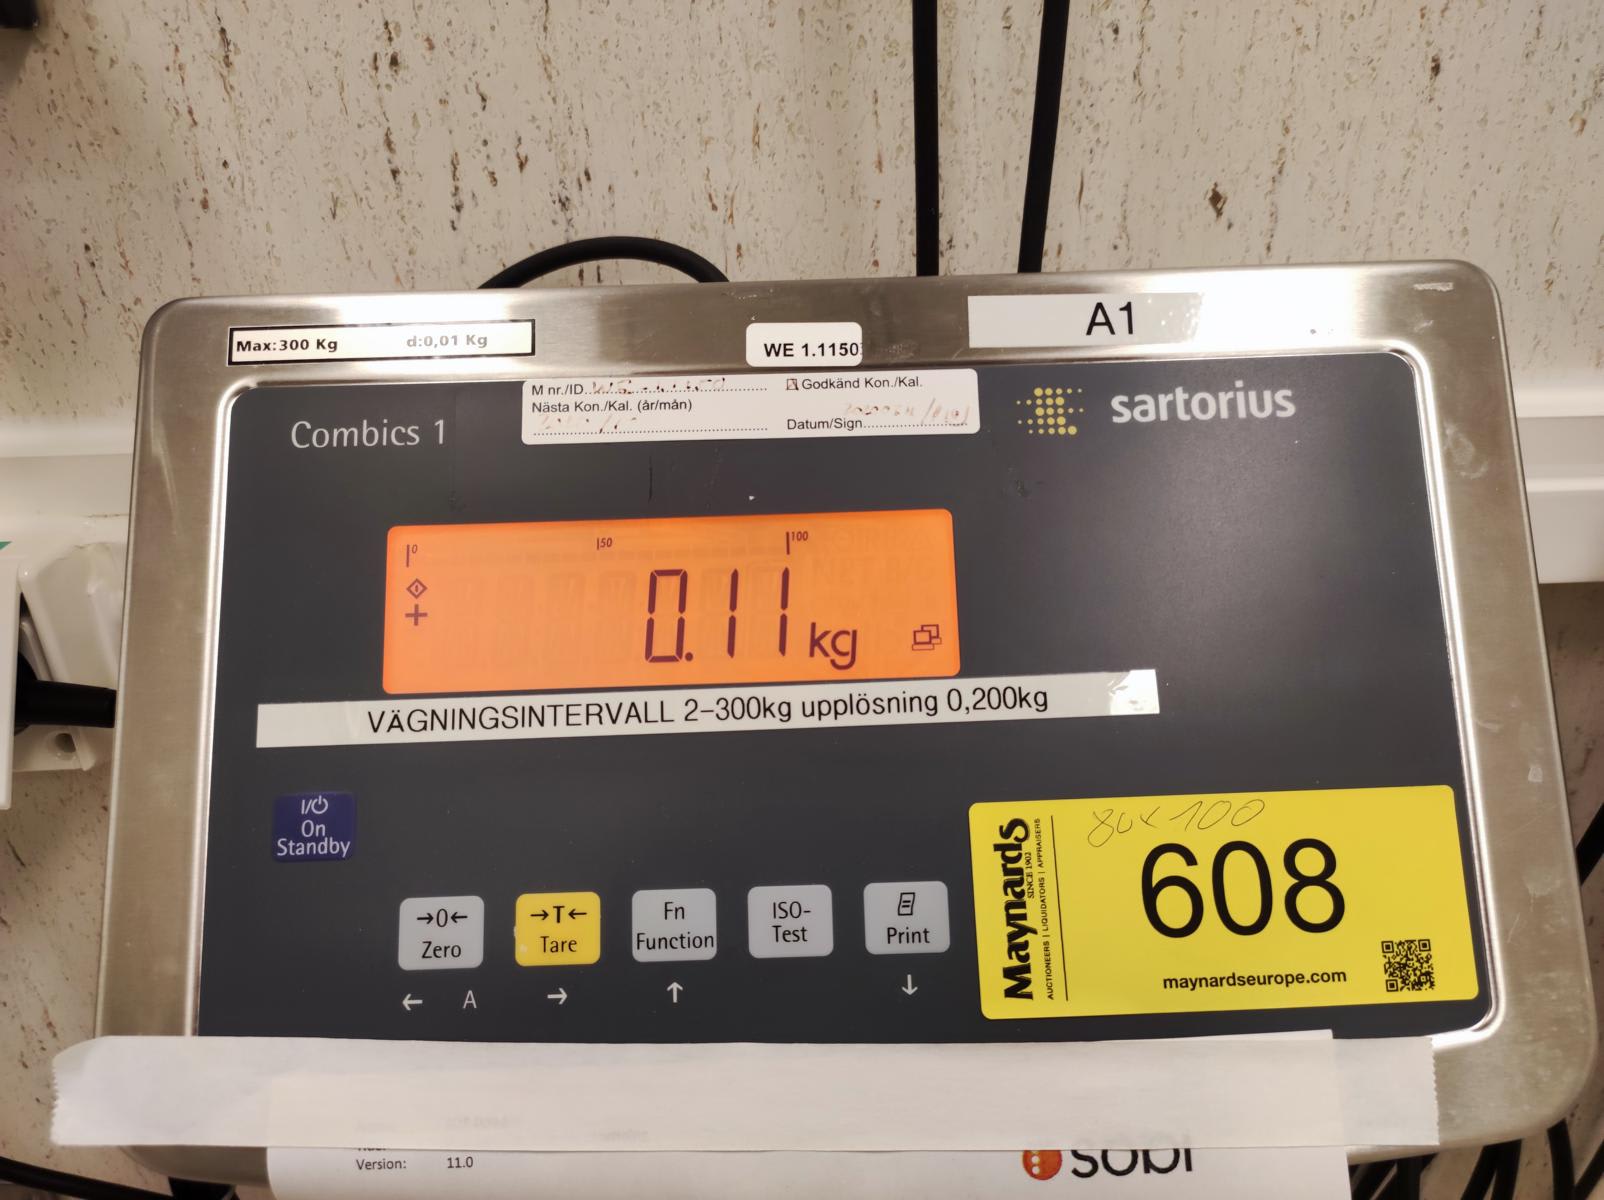 Max:300 Kg d:0,01 Kg
WE 1.1150
A1
M nr./ID
Godkänd Kon./Kal.
Nästa Kon./Kal. (år/mån)
Datum/Sign
Combics 1
sartorius
0 50 100
0.11 kg
VÄGNINGSINTERVALL 2-300kg upplösning 0,200kg
I/⏻
On
Standby
→0←
Zero
→T←
Tare
Fn
Function
ISO-
Test
Print
← A → ↑ ↓
80x100
608
Maynards
SINCE 1902
AUCTIONEERS | LIQUIDATORS | APPRAISERS
maynardseurope.com
Version: 11.0
sobi